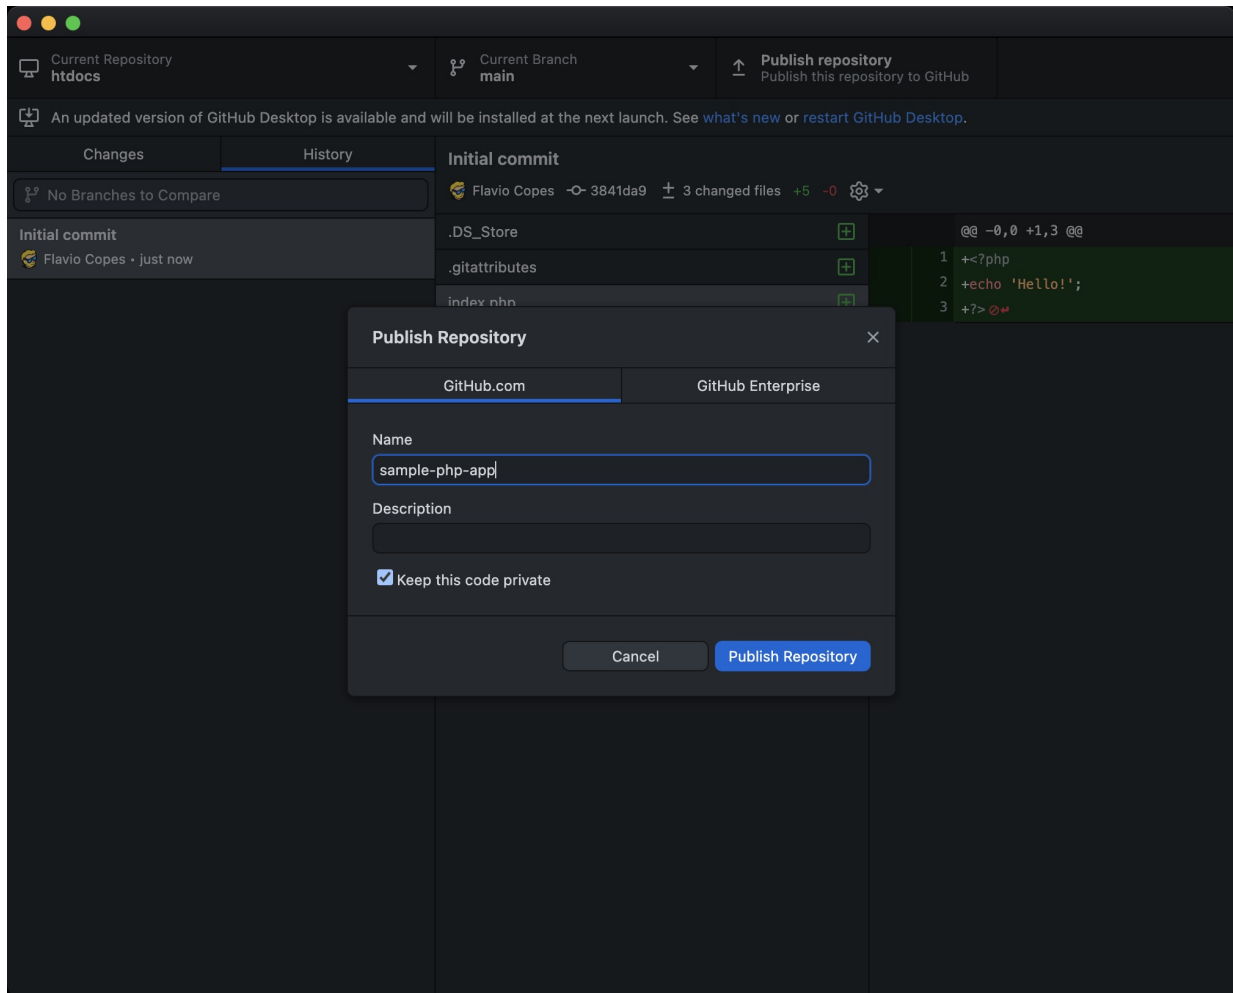 Current Repository
htdocs
Current Branch
main
Publish repository
Publish this repository to GitHub
An updated version of GitHub Desktop is available and will be installed at the next launch. See what's new or restart GitHub Desktop.
Changes
History
No Branches to Compare
Initial commit
Flavio Copes • just now
Initial commit
Flavio Copes 3841da9 3 changed files +5 -0
.DS_Store
.gitattributes
index.php
@@ -0,0 +1,3 @@
1 +<?php
2 +echo 'Hello!';
3 +?>
Publish Repository
GitHub.com
GitHub Enterprise
Name
sample-php-app
Description
Keep this code private
Cancel
Publish Repository